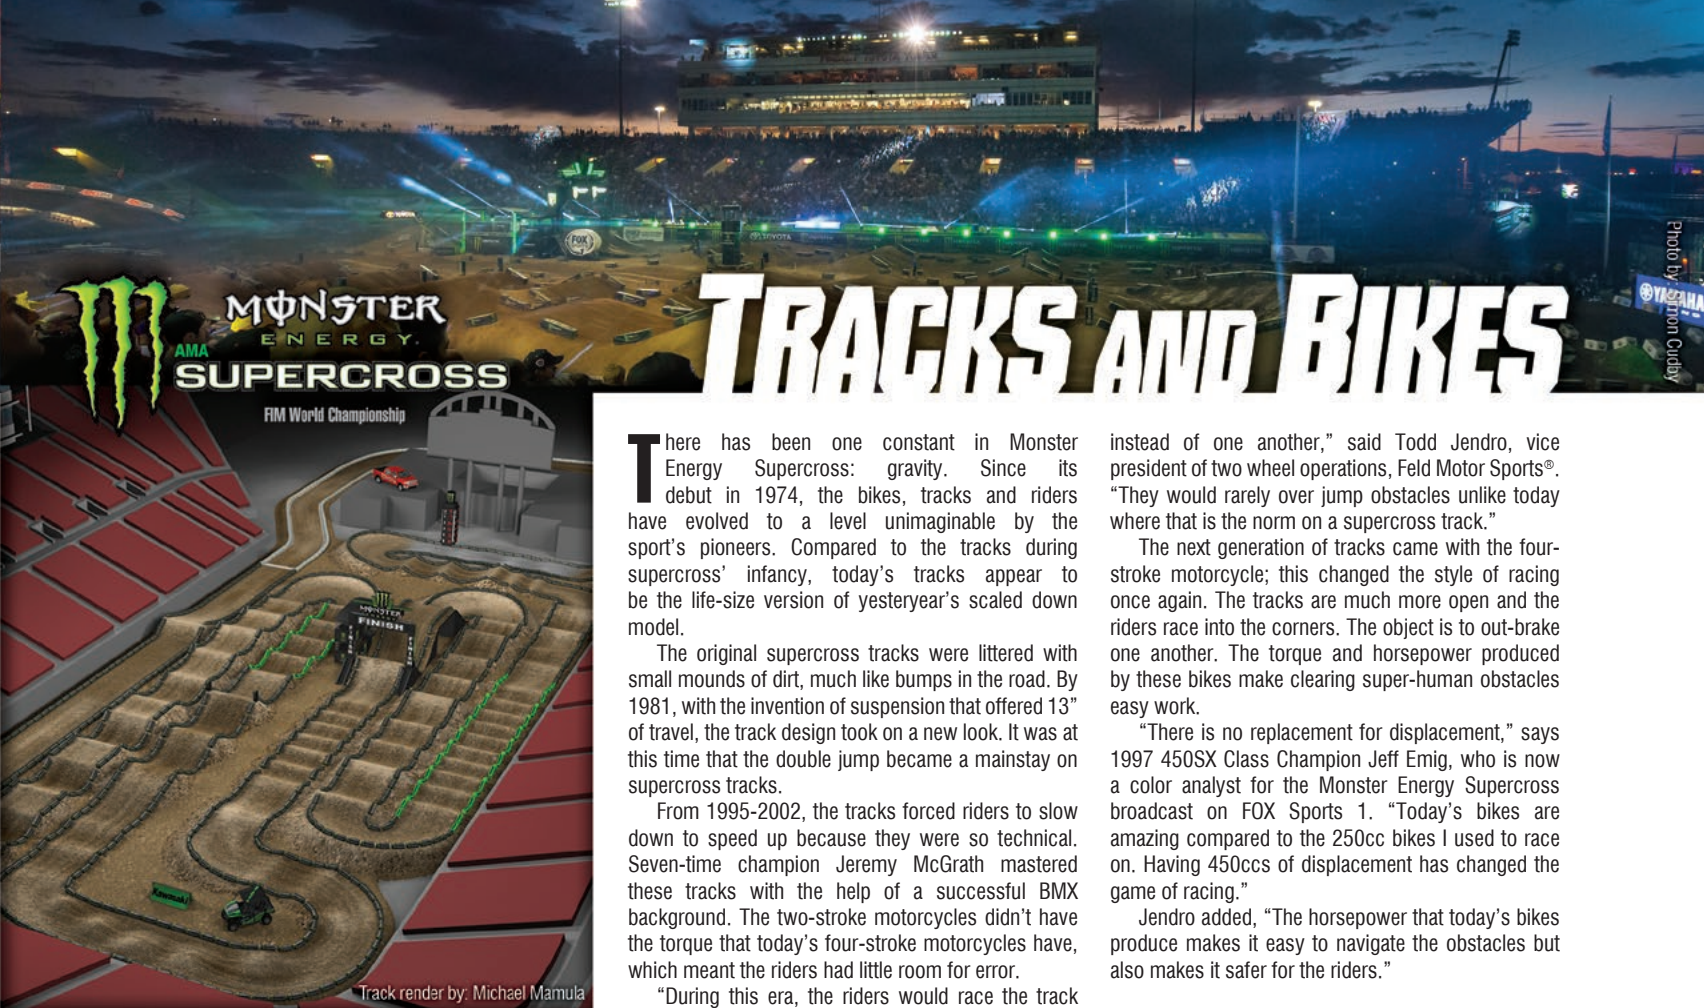 MONSTER
ENERGY
AMA
SUPERCROSS
FIM World Championship
TRACKS AND BIKES
Photo by: Simon Cudby
FOX
TOYOTA
YAMAHA
MONSTER
FINISH
Kawasaki
Track render by: Michael Mamula
There has been one constant in Monster
Energy Supercross: gravity. Since its
debut in 1974, the bikes, tracks and riders
have evolved to a level unimaginable by the
sport’s pioneers. Compared to the tracks during
supercross’ infancy, today’s tracks appear to
be the life-size version of yesteryear’s scaled down
model.
The original supercross tracks were littered with
small mounds of dirt, much like bumps in the road. By
1981, with the invention of suspension that offered 13”
of travel, the track design took on a new look. It was at
this time that the double jump became a mainstay on
supercross tracks.
From 1995-2002, the tracks forced riders to slow
down to speed up because they were so technical.
Seven-time champion Jeremy McGrath mastered
these tracks with the help of a successful BMX
background. The two-stroke motorcycles didn’t have
the torque that today’s four-stroke motorcycles have,
which meant the riders had little room for error.
“During this era, the riders would race the track
instead of one another,” said Todd Jendro, vice
president of two wheel operations, Feld Motor Sports®.
“They would rarely over jump obstacles unlike today
where that is the norm on a supercross track.”
The next generation of tracks came with the four-
stroke motorcycle; this changed the style of racing
once again. The tracks are much more open and the
riders race into the corners. The object is to out-brake
one another. The torque and horsepower produced
by these bikes make clearing super-human obstacles
easy work.
“There is no replacement for displacement,” says
1997 450SX Class Champion Jeff Emig, who is now
a color analyst for the Monster Energy Supercross
broadcast on FOX Sports 1. “Today’s bikes are
amazing compared to the 250cc bikes I used to race
on. Having 450ccs of displacement has changed the
game of racing.”
Jendro added, “The horsepower that today’s bikes
produce makes it easy to navigate the obstacles but
also makes it safer for the riders.”